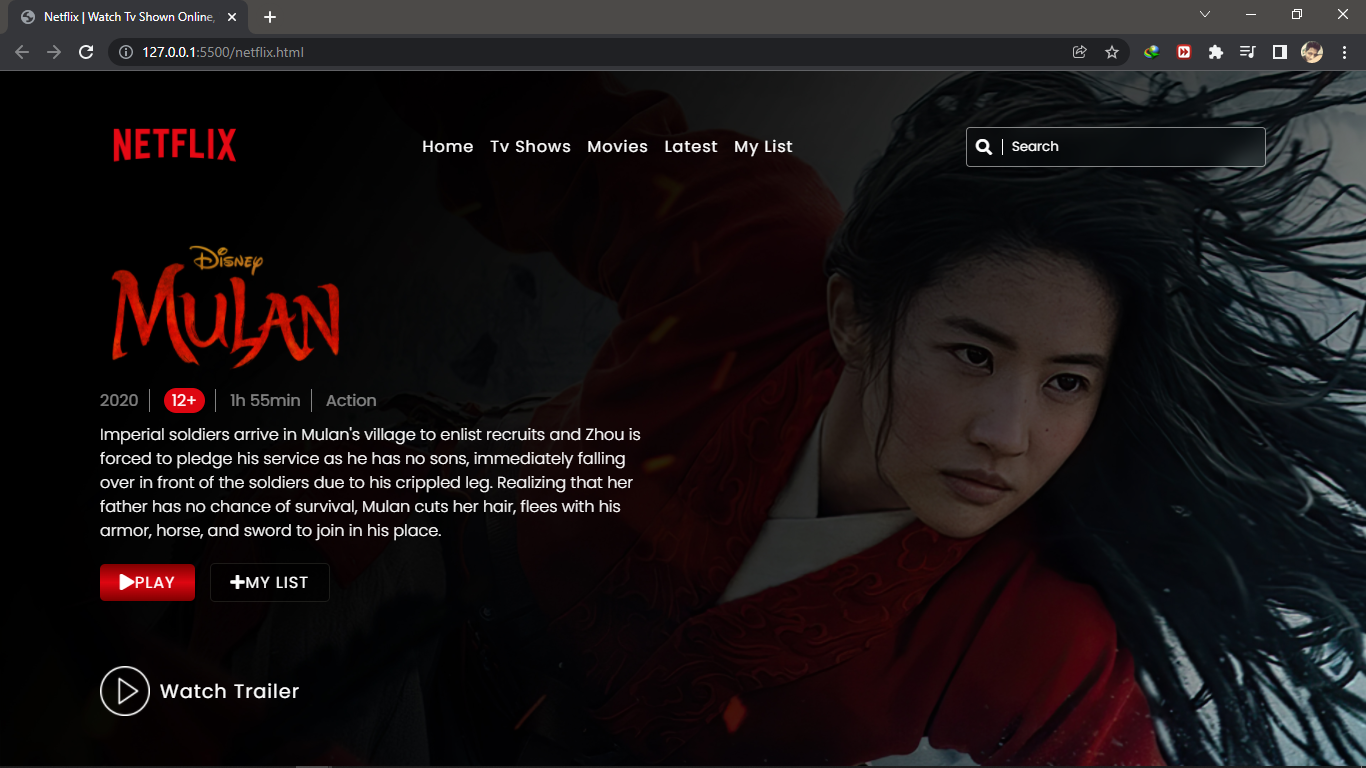 Netflix | Watch Tv Shown Online,
127.0.0.1:5500/netflix.html
NETFLIX
Home Tv Shows Movies Latest My List
Search
Disney
MULAN
2020 12+ 1h 55min Action
Imperial soldiers arrive in Mulan's village to enlist recruits and Zhou is
forced to pledge his service as he has no sons, immediately falling
over in front of the soldiers due to his crippled leg. Realizing that her
father has no chance of survival, Mulan cuts her hair, flees with his
armor, horse, and sword to join in his place.
PLAY MY LIST
Watch Trailer